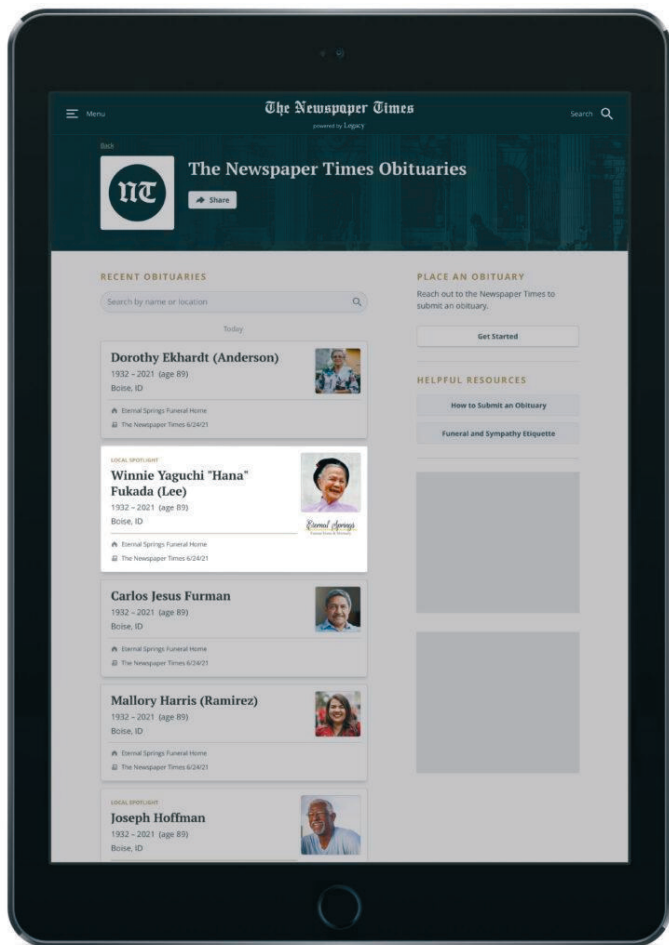 Menu
The Newspaper Times
Search
powered by Legacy
Back
NT
The Newspaper Times Obituaries
Share
RECENT OBITUARIES
Search by name or location
Today
Dorothy Ekhardt (Anderson)
1932 – 2021 (age 89)
Boise, ID
Eternal Springs Funeral Home
The Newspaper Times 6/24/21
LOCAL SPOTLIGHT
Winnie Yaguchi "Hana"
Fukada (Lee)
1932 – 2021 (age 89)
Boise, ID
Eternal Springs
Eternal Springs Funeral Home
The Newspaper Times 6/24/21
Carlos Jesus Furman
1932 – 2021 (age 89)
Boise, ID
Eternal Springs Funeral Home
The Newspaper Times 6/24/21
Mallory Harris (Ramirez)
1932 – 2021 (age 89)
Boise, ID
Eternal Springs Funeral Home
The Newspaper Times 6/24/21
LOCAL SPOTLIGHT
Joseph Hoffman
1932 – 2021 (age 89)
Boise, ID
PLACE AN OBITUARY
Reach out to the Newspaper Times to
submit an obituary.
Get Started
HELPFUL RESOURCES
How to Submit an Obituary
Funeral and Sympathy Etiquette